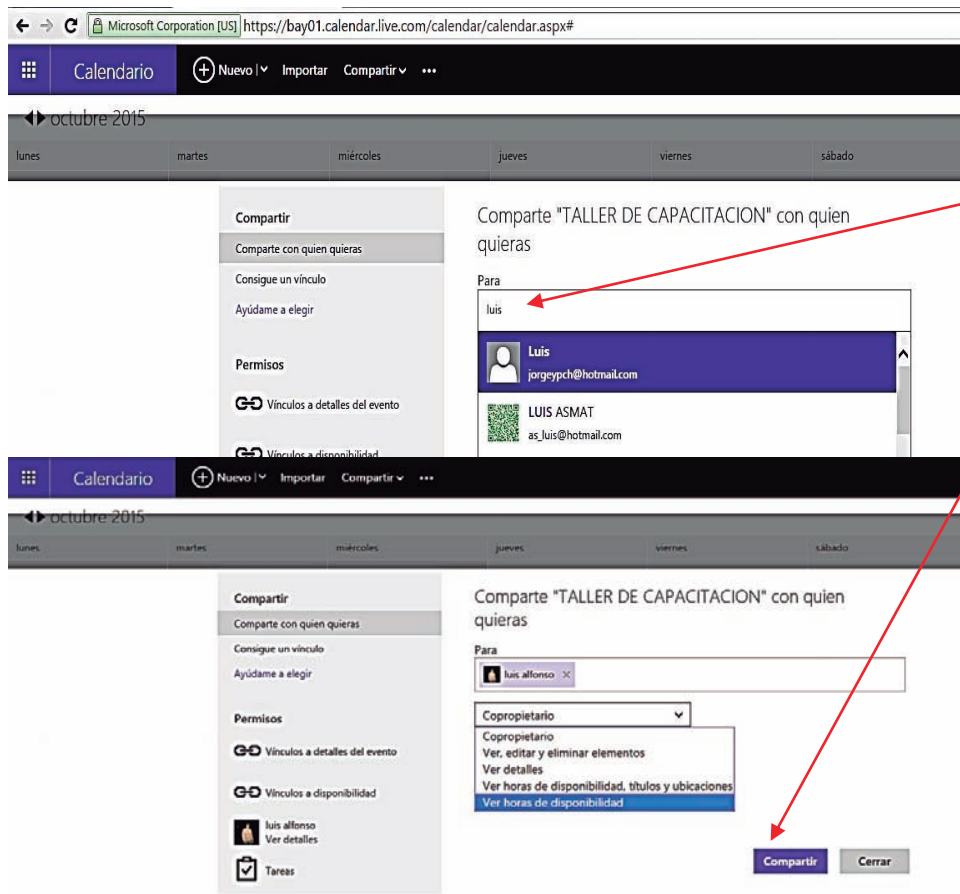 Microsoft Corporation [US] https://bay01.calendar.live.com/calendar/calendar.aspx#
Calendario Nuevo Importar Compartir •••
octubre 2015
lunes martes miércoles jueves viernes sábado
Compartir
Comparte con quien quieras
Consigue un vínculo
Ayúdame a elegir
Permisos
Vínculos a detalles del evento
Vínculos a disponibilidad
Comparte "TALLER DE CAPACITACION" con quien
quieras
Para
luis
Luis
jorgeypch@hotmail.com
LUIS ASMAT
as_luis@hotmail.com
Calendario Nuevo Importar Compartir •••
octubre 2015
lunes martes miércoles jueves viernes sábado
Compartir
Comparte con quien quieras
Consigue un vínculo
Ayúdame a elegir
Permisos
Vínculos a detalles del evento
Vínculos a disponibilidad
luis alfonso
Ver detalles
Tareas
Comparte "TALLER DE CAPACITACION" con quien
quieras
Para
luis alfonso ×
Copropietario
Copropietario
Ver, editar y eliminar elementos
Ver detalles
Ver horas de disponibilidad, títulos y ubicaciones
Ver horas de disponibilidad
Compartir Cerrar